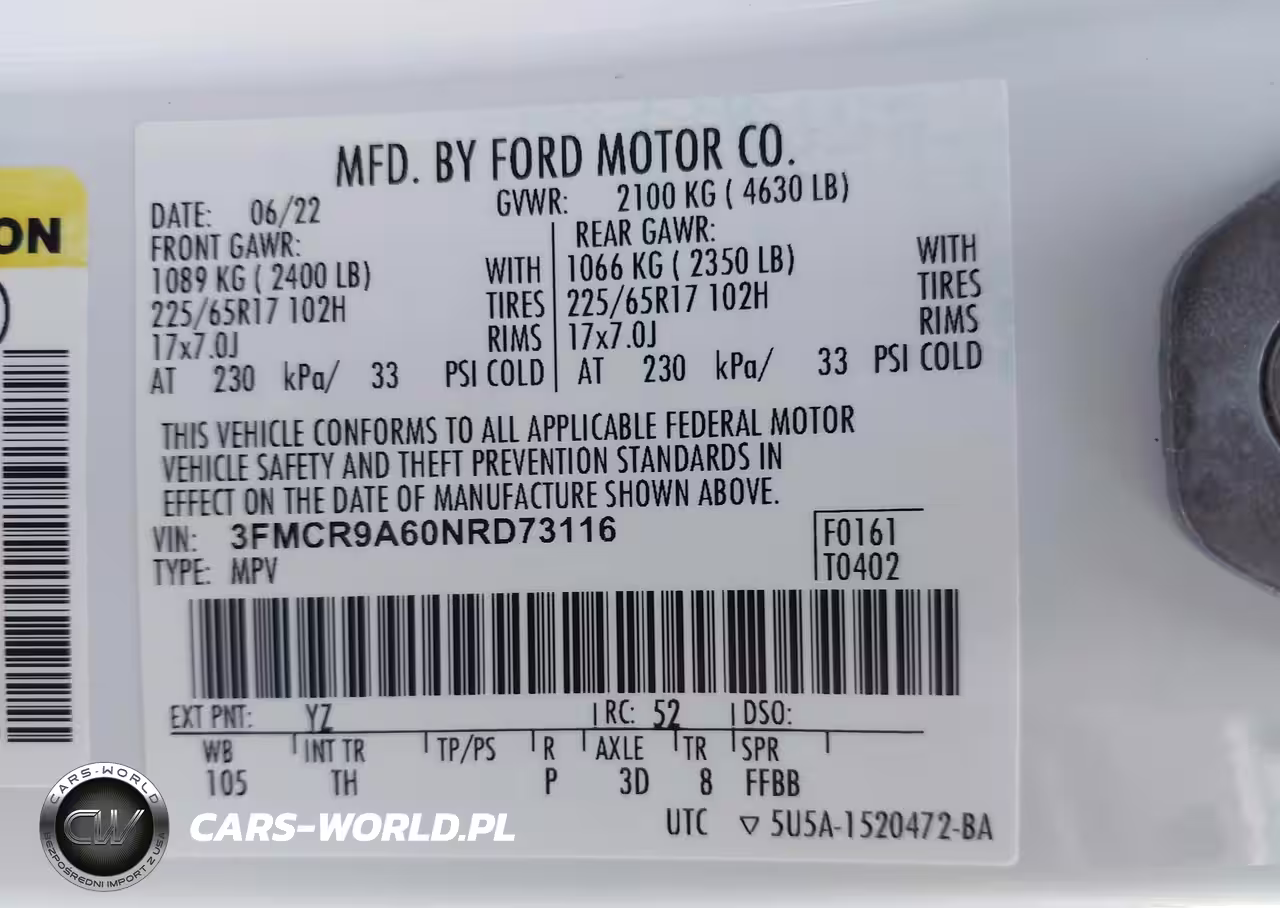 MFD. BY FORD MOTOR CO.
DATE: 06/22 GVWR: 2100 KG ( 4630 LB)
FRONT GAWR: REAR GAWR:
1089 KG ( 2400 LB) WITH 1066 KG ( 2350 LB) WITH
225/65R17 102H TIRES 225/65R17 102H TIRES
17x7.0J RIMS 17x7.0J RIMS
AT 230 kPa/ 33 PSI COLD AT 230 kPa/ 33 PSI COLD
THIS VEHICLE CONFORMS TO ALL APPLICABLE FEDERAL MOTOR
VEHICLE SAFETY AND THEFT PREVENTION STANDARDS IN
EFFECT ON THE DATE OF MANUFACTURE SHOWN ABOVE.
VIN: 3FMCR9A60NRD73116 F0161
TYPE: MPV T0402
EXT PNT: YZ RC: 52 DSO:
WB INT TR TP/PS R AXLE TR SPR
105 TH P 3D 8 FFBB
UTC ▽ 5U5A-1520472-BA
ON
CARS-WORLD
CW
BEZPOŚREDNI IMPORT Z USA
CARS-WORLD.PL